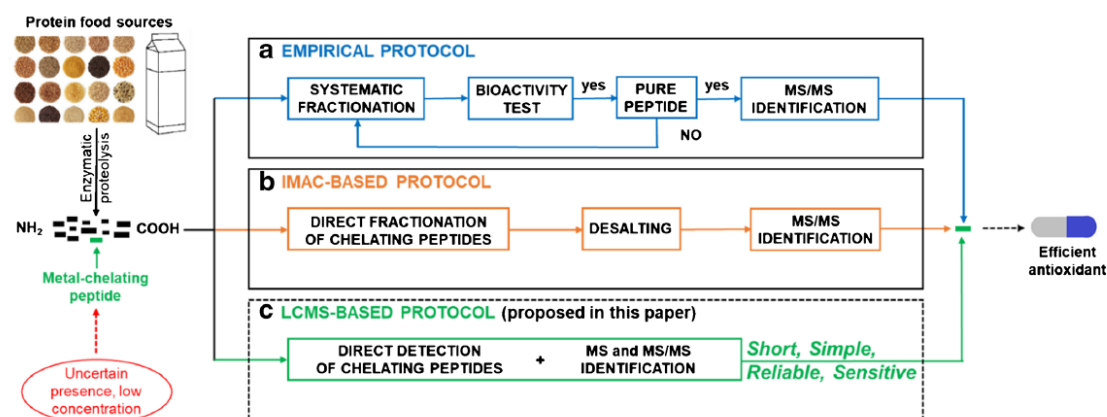 Protein food sources
Enzymatic
proteolysis
NH₂
COOH
Metal-chelating
peptide
Uncertain
presence, low
concentration
a EMPIRICAL PROTOCOL
SYSTEMATIC
FRACTIONATION
BIOACTIVITY
TEST
yes
PURE
PEPTIDE
yes
NO
MS/MS
IDENTIFICATION
b IMAC-BASED PROTOCOL
DIRECT FRACTIONATION
OF CHELATING PEPTIDES
DESALTING
MS/MS
IDENTIFICATION
c LCMS-BASED PROTOCOL (proposed in this paper)
DIRECT DETECTION
OF CHELATING PEPTIDES
+
MS and MS/MS
IDENTIFICATION
Short, Simple,
Reliable, Sensitive
Efficient
antioxidant